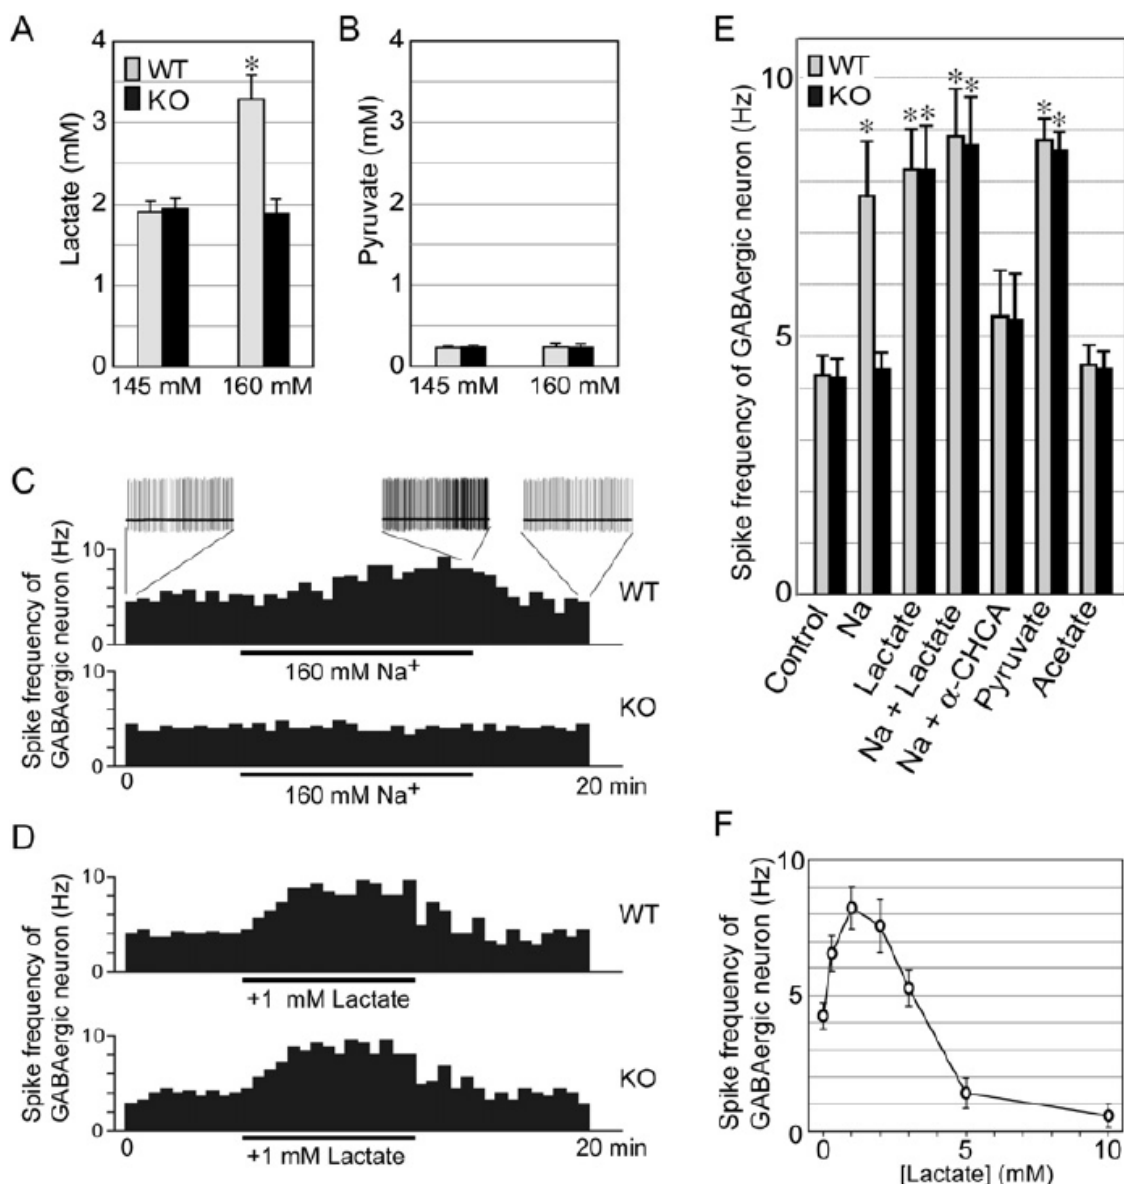 A
4
3
2
1
0
Lactate (mM)
WT
KO
*
145 mM 160 mM
B
4
3
2
1
0
Pyruvate (mM)
145 mM 160 mM
C
Spike frequency of
GABAergic neuron (Hz)
10
0
WT
160 mM Na⁺
10
0
KO
0 20 min
160 mM Na⁺
D
Spike frequency of
GABAergic neuron (Hz)
10
0
WT
+1 mM Lactate
10
0
KO
0 20 min
+1 mM Lactate
E
Spike frequency of GABAergic neuron (Hz)
10
5
0
WT
KO
* * * * * * *
Control
Na
Lactate
Na + Lactate
Na + α-CHCA
Pyruvate
Acetate
F
Spike frequency of
GABAergic neuron (Hz)
10
5
0
0 5 10
[Lactate] (mM)